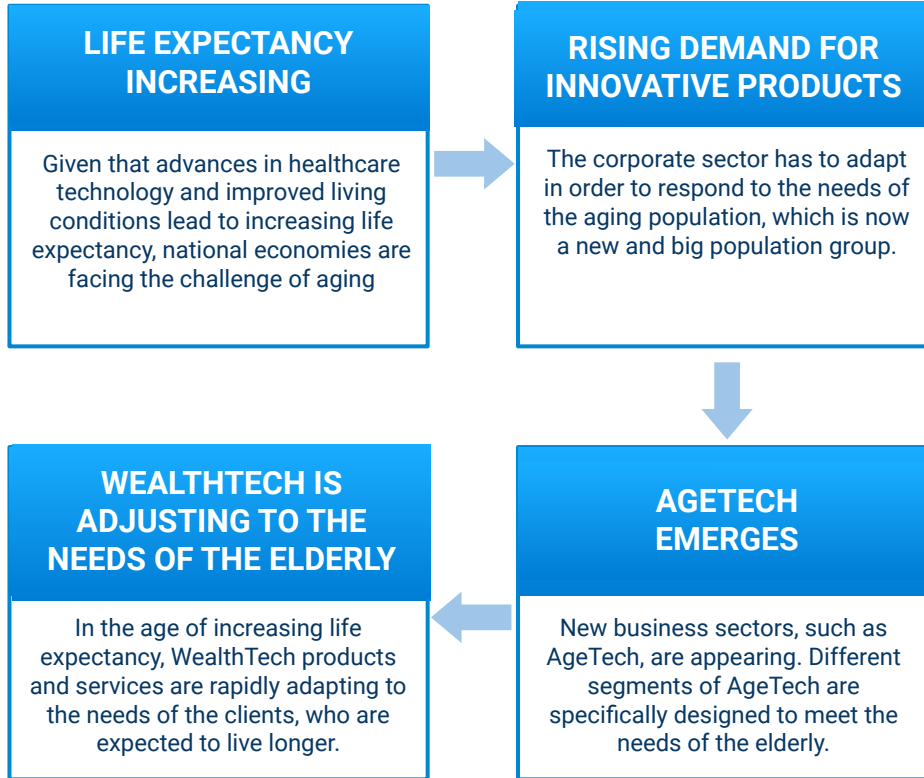 LIFE EXPECTANCY
INCREASING
Given that advances in healthcare
technology and improved living
conditions lead to increasing life
expectancy, national economies are
facing the challenge of aging
RISING DEMAND FOR
INNOVATIVE PRODUCTS
The corporate sector has to adapt
in order to respond to the needs of
the aging population, which is now
a new and big population group.
AGETECH
EMERGES
New business sectors, such as
AgeTech, are appearing. Different
segments of AgeTech are
specifically designed to meet the
needs of the elderly.
WEALTHTECH IS
ADJUSTING TO THE
NEEDS OF THE ELDERLY
In the age of increasing life
expectancy, WealthTech products
and services are rapidly adapting to
the needs of the clients, who are
expected to live longer.